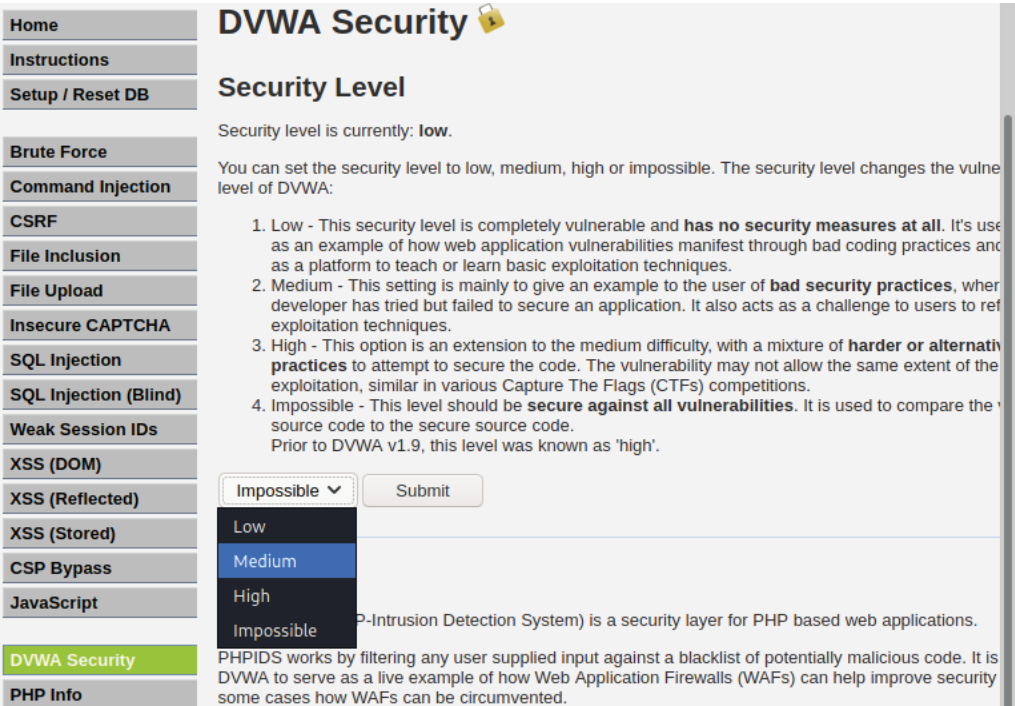 Home
Instructions
Setup / Reset DB
Brute Force
Command Injection
CSRF
File Inclusion
File Upload
Insecure CAPTCHA
SQL Injection
SQL Injection (Blind)
Weak Session IDs
XSS (DOM)
XSS (Reflected)
XSS (Stored)
CSP Bypass
JavaScript
DVWA Security
PHP Info
DVWA Security
Security Level
Security level is currently: low.
You can set the security level to low, medium, high or impossible. The security level changes the
level of DVWA:
1. Low - This security level is completely vulnerable and has no security measures at all. It's
as an example of how web application vulnerabilities manifest through bad coding practices
as a platform to teach or learn basic exploitation techniques.
2. Medium - This setting is mainly to give an example to the user of bad security practices,
developer has tried but failed to secure an application. It also acts as a challenge to users to
exploitation techniques.
3. High - This option is an extension to the medium difficulty, with a mixture of harder or
practices to attempt to secure the code. The vulnerability may not allow the same extent of the
exploitation, similar in various Capture The Flags (CTFs) competitions.
4. Impossible - This level should be secure against all vulnerabilities. It is used to compare the
source code to the secure source code.
Prior to DVWA v1.9, this level was known as 'high'.
Impossible Submit
Low
Medium
High
Impossible
P-Intrusion Detection System) is a security layer for PHP based web applications.
PHPIDS works by filtering any user supplied input against a blacklist of potentially malicious code. It is
DVWA to serve as a live example of how Web Application Firewalls (WAFs) can help improve security
some cases how WAFs can be circumvented.